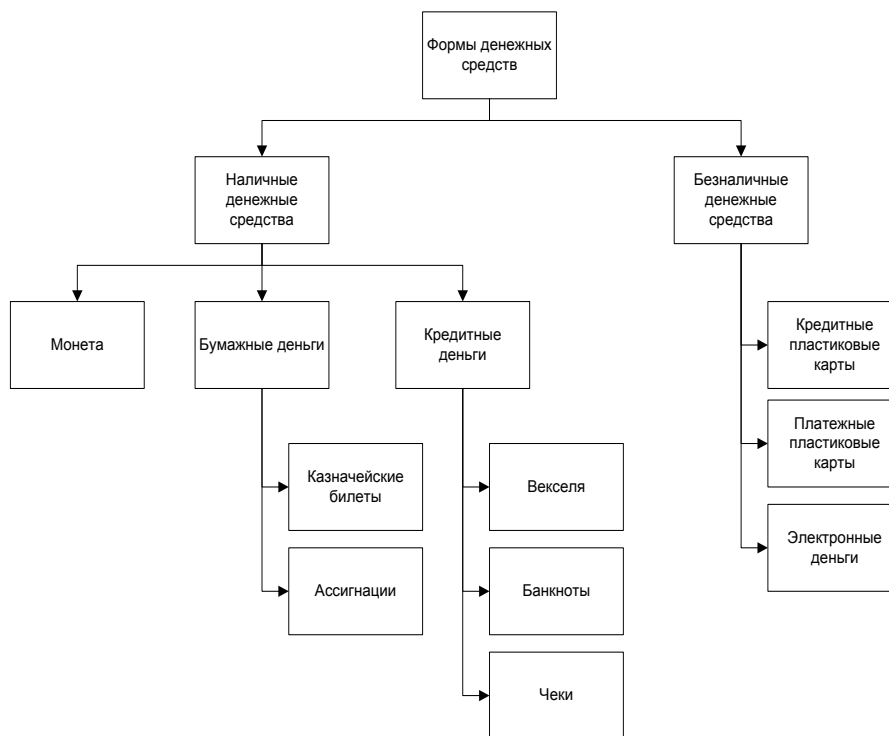 Формы денежных
средств
Наличные
денежные
средства
Безналичные
денежные
средства
Монета
Бумажные деньги
Кредитные
деньги
Кредитные
пластиковые
карты
Платежные
пластиковые
карты
Казначейские
билеты
Векселя
Электронные
деньги
Ассигнации
Банкноты
Чеки